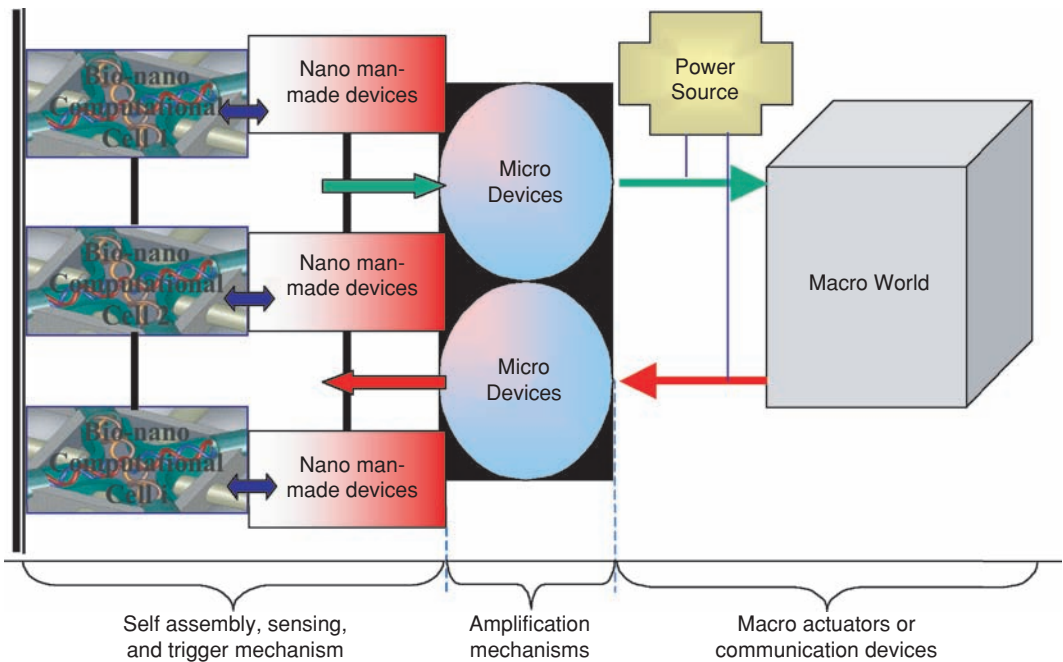 Bio-nano
Computational
Cell 1
Nano man-
made devices
Power
Source
Micro
Devices
Bio-nano
Computational
Cell 2
Nano man-
made devices
Macro World
Micro
Devices
Bio-nano
Computational
Cell i
Nano man-
made devices
Self assembly, sensing,
and trigger mechanism
Amplification
mechanisms
Macro actuators or
communication devices